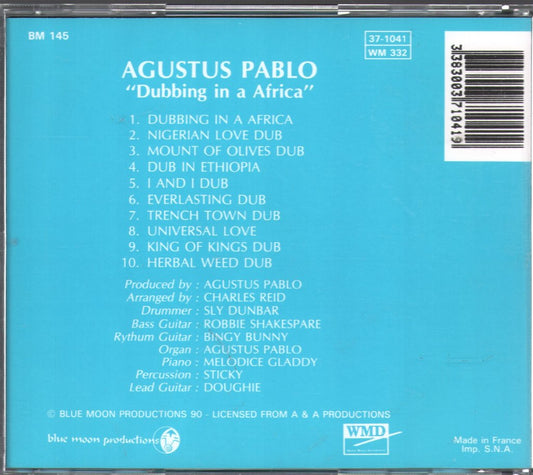 BM 145
37-1041
WM 332
3 383003 710419
AGUSTUS PABLO
“Dubbing in a Africa”
1. DUBBING IN A AFRICA
2. NIGERIAN LOVE DUB
3. MOUNT OF OLIVES DUB
4. DUB IN ETHIOPIA
5. I AND I DUB
6. EVERLASTING DUB
7. TRENCH TOWN DUB
8. UNIVERSAL LOVE
9. KING OF KINGS DUB
10. HERBAL WEED DUB
Produced by : AGUSTUS PABLO
Arranged by : CHARLES REID
Drummer : SLY DUNBAR
Bass Guitar : ROBBIE SHAKESPARE
Rythum Guitar : BINGY BUNNY
Organ : AGUSTUS PABLO
Piano : MELODICE GLADDY
Percussion : STICKY
Lead Guitar : DOUGHIE
© BLUE MOON PRODUCTIONS 90 - LICENSED FROM A & A PRODUCTIONS
blue moon productions
WMD
Made in France
Imp. S.N.A.